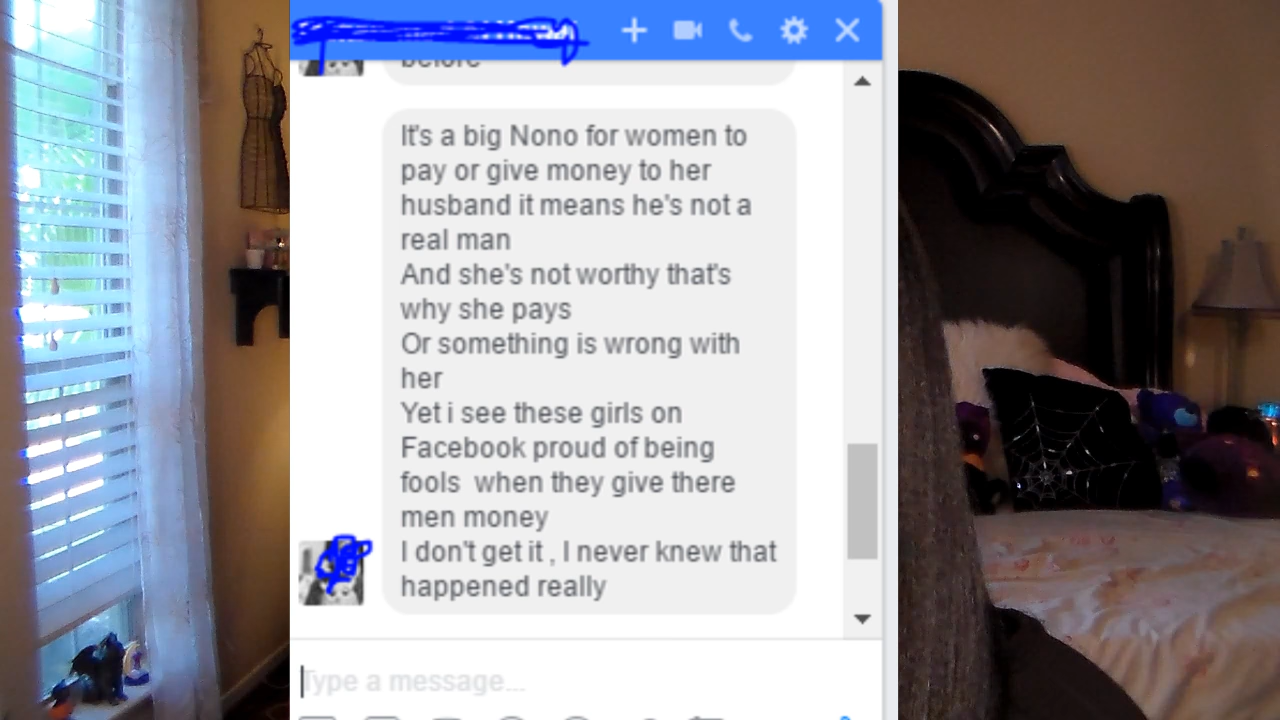 before
It's a big Nono for women to
pay or give money to her
husband it means he's not a
real man
And she's not worthy that's
why she pays
Or something is wrong with
her
Yet i see these girls on
Facebook proud of being
fools when they give there
men money
I don't get it , I never knew that
happened really
Type a message...